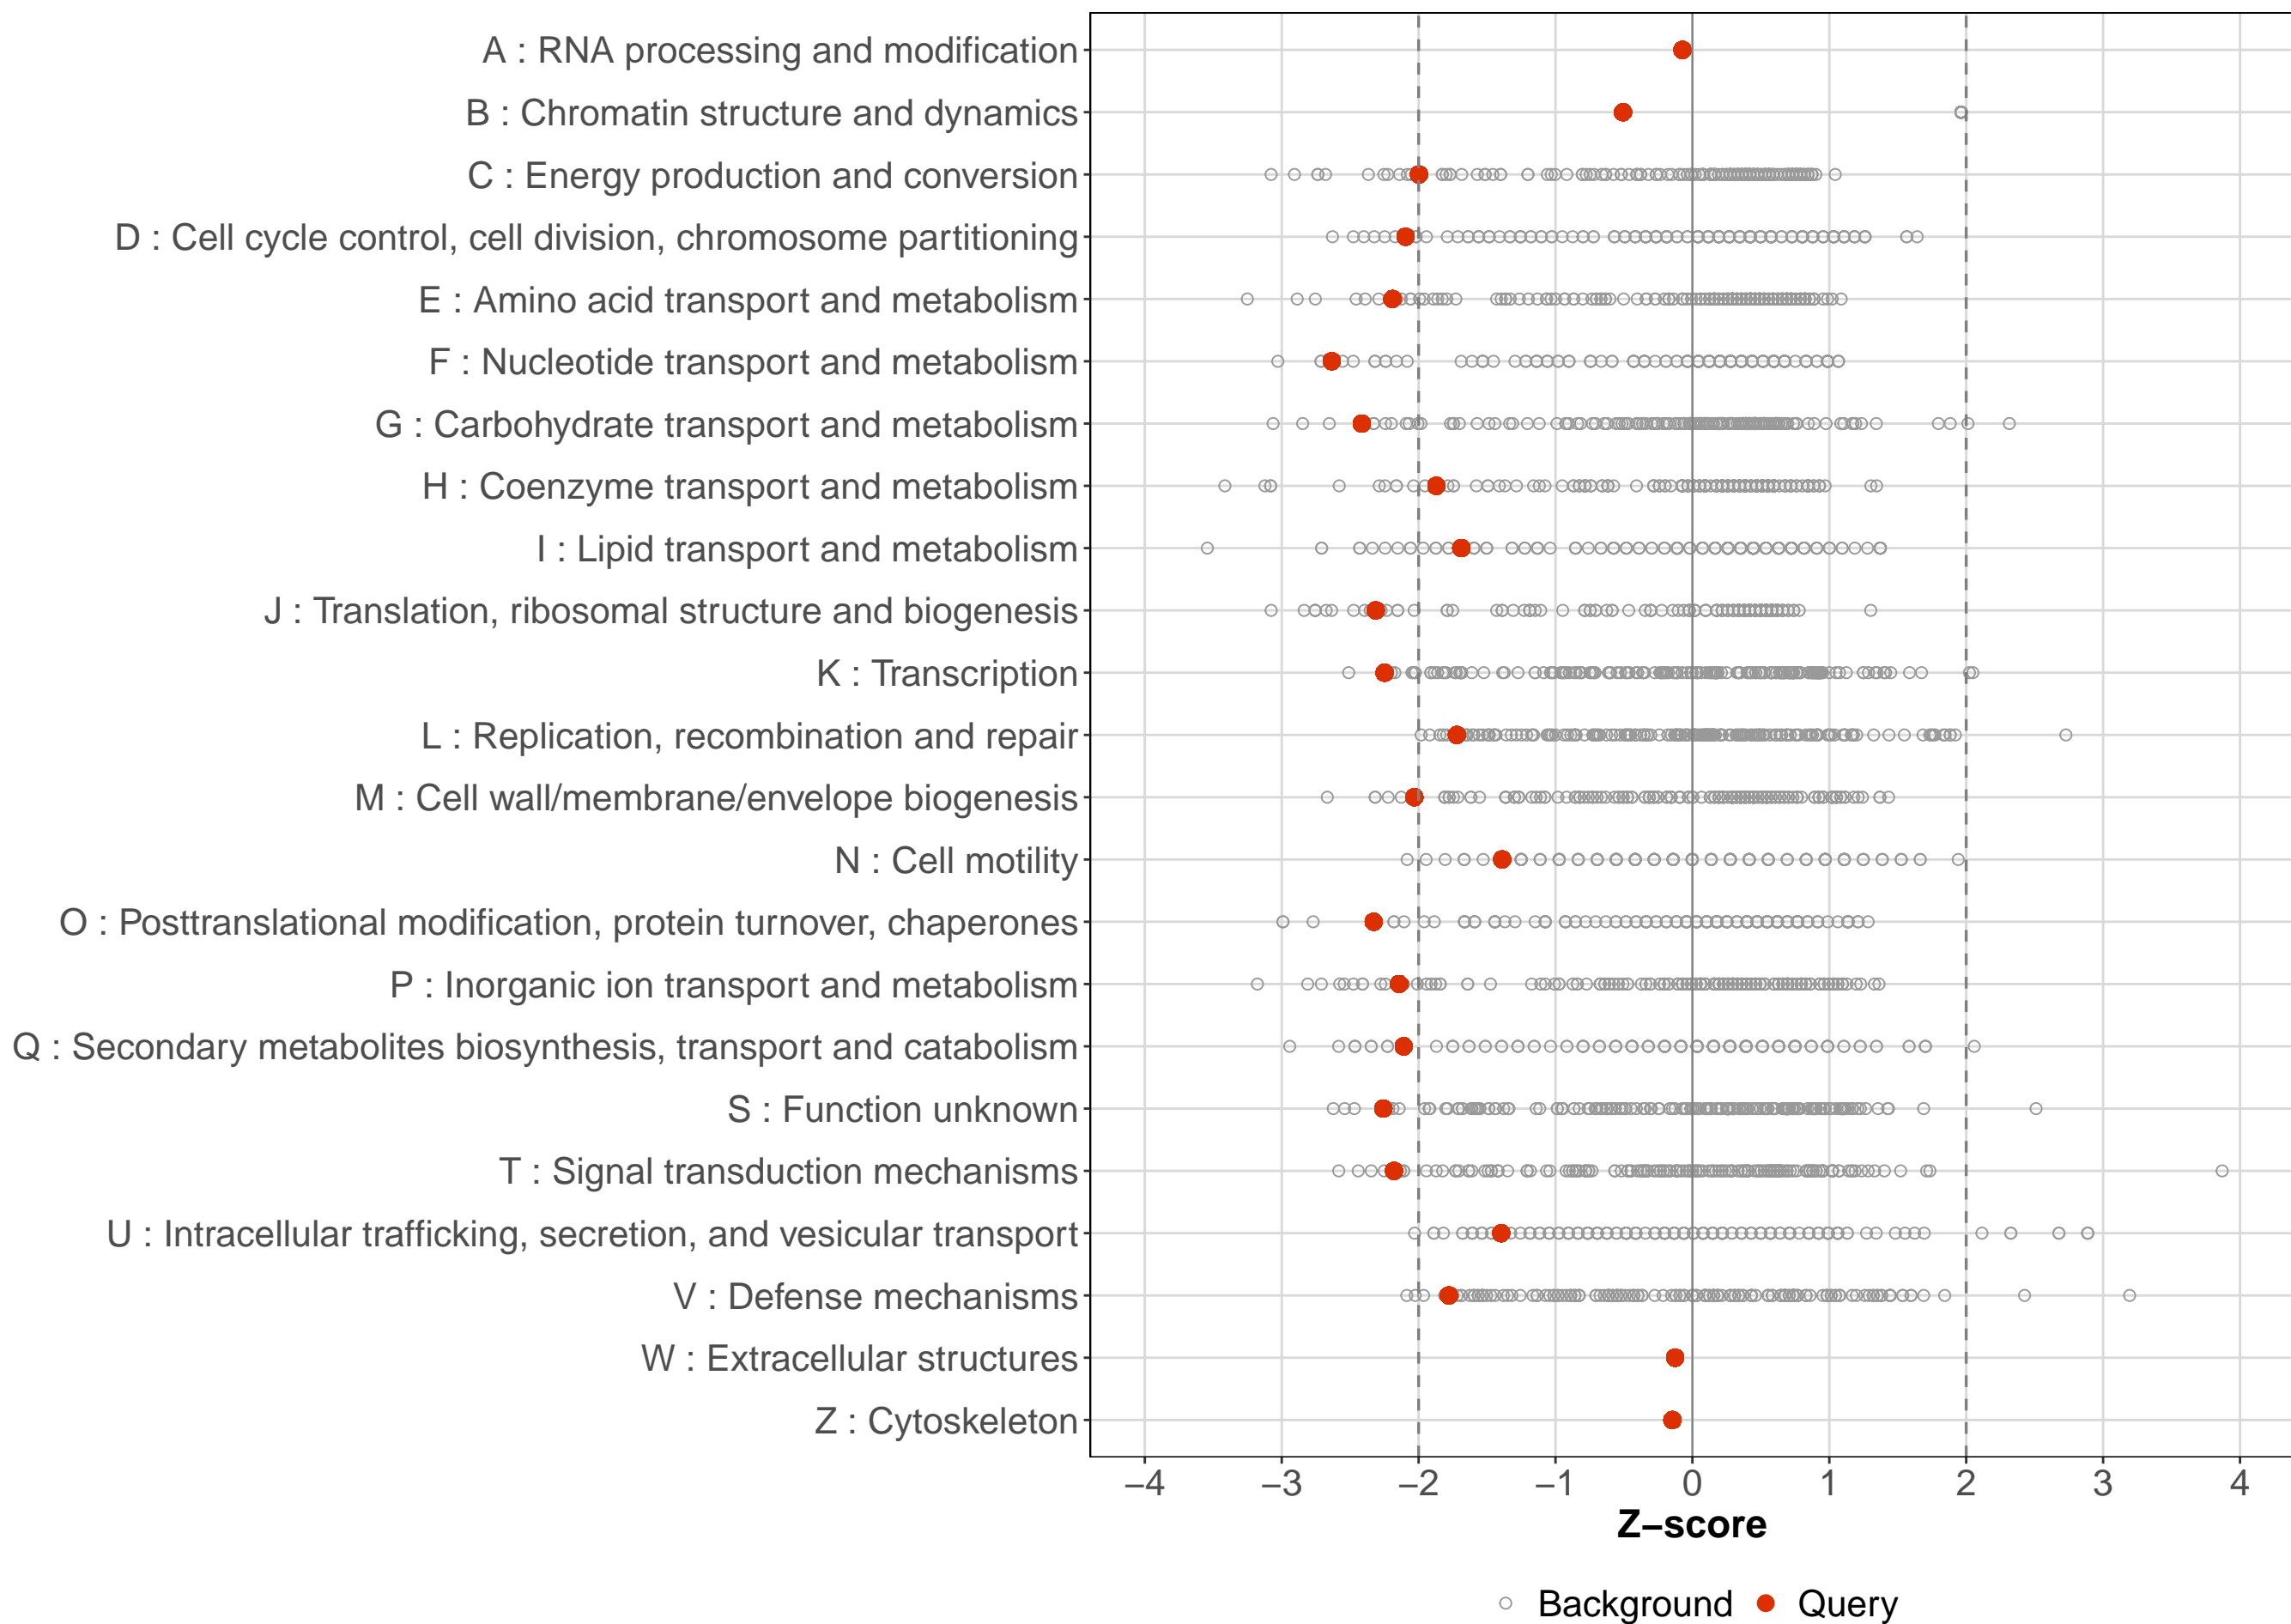 A : RNA processing and modification
B : Chromatin structure and dynamics
C : Energy production and conversion
D : Cell cycle control, cell division, chromosome partitioning
E : Amino acid transport and metabolism
F : Nucleotide transport and metabolism
G : Carbohydrate transport and metabolism
H : Coenzyme transport and metabolism
I : Lipid transport and metabolism
J : Translation, ribosomal structure and biogenesis
K : Transcription
L : Replication, recombination and repair
M : Cell wall/membrane/envelope biogenesis
N : Cell motility
O : Posttranslational modification, protein turnover, chaperones
P : Inorganic ion transport and metabolism
Q : Secondary metabolites biosynthesis, transport and catabolism
S : Function unknown
T : Signal transduction mechanisms
U : Intracellular trafficking, secretion, and vesicular transport
V : Defense mechanisms
W : Extracellular structures
Z : Cytoskeleton
−4 −3 −2 −1 0 1 2 3 4
Z−score
Background Query